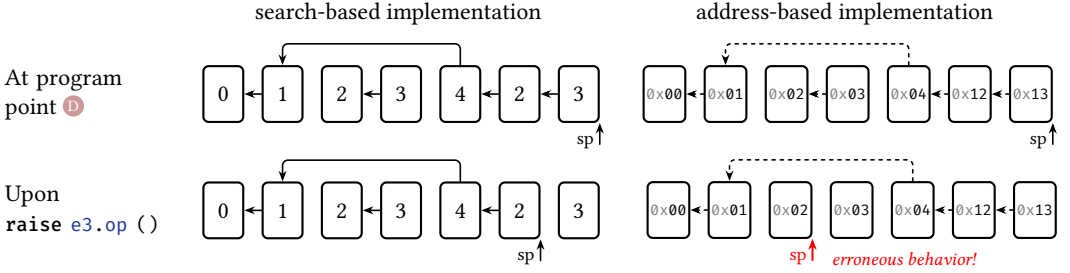 search-based implementation address-based implementation
At program
point D
0 1 2 3 4 2 3 0x00 0x01 0x02 0x03 0x04 0x12 0x13
sp sp
Upon
raise e3.op ()
0 1 2 3 4 2 3 0x00 0x01 0x02 0x03 0x04 0x12 0x13
sp sp erroneous behavior!